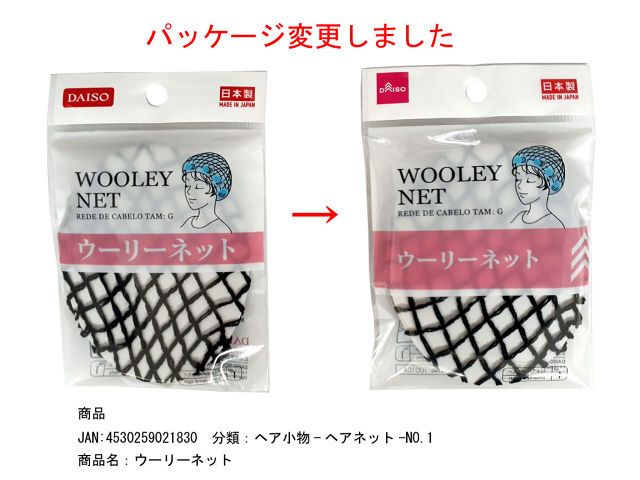 パッケージ変更しました
DAISO
日本製
MADE IN JAPAN
WOOLEY
NET
REDE DE CABELO TAM: G
ウーリーネット
DAISO
日本製
MADE IN JAPAN
WOOLEY
NET
REDE DE CABELO TAM: G
ウーリーネット
商品
JAN:4530259021830 分類：ヘア小物－ヘアネット-NO.1
商品名：ウーリーネット